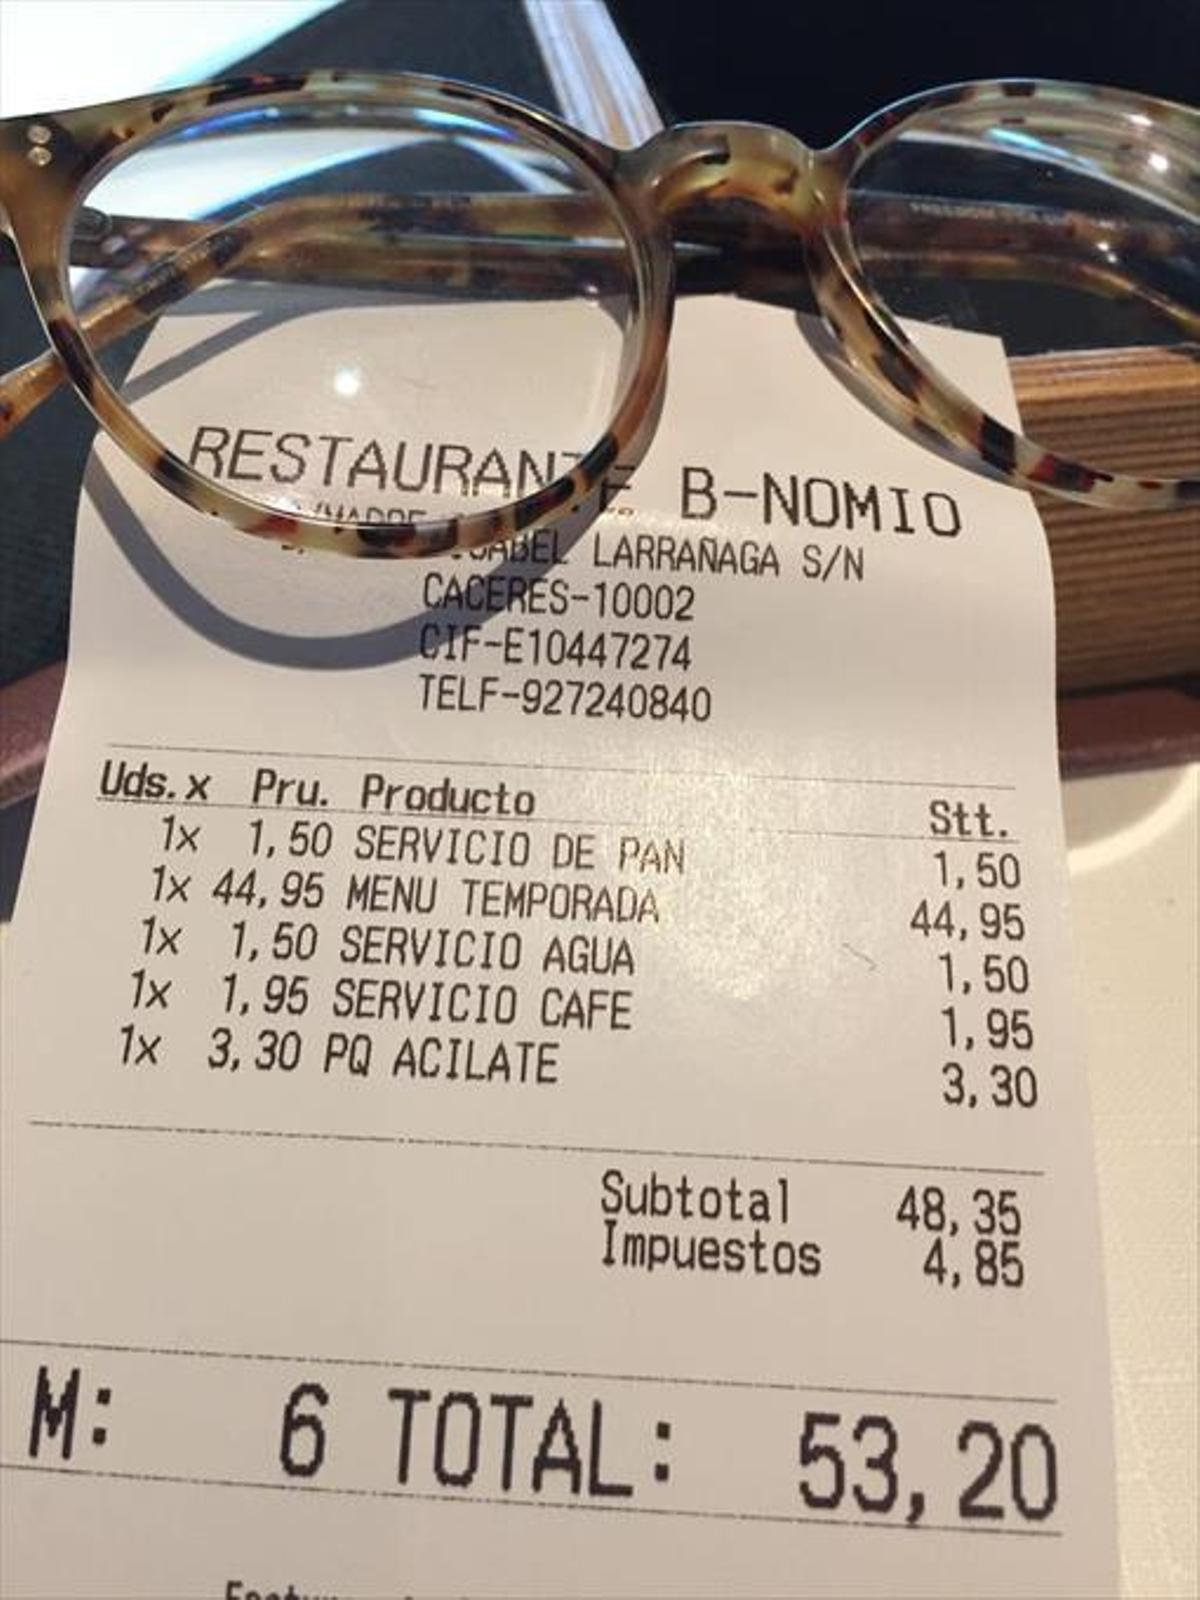 RESTAURANTE B-NOMIO
ISABEL LARRAÑAGA S/N
CACERES-10002
CIF-E10447274
TELF-927240840
Uds.x Pru. Producto Stt.
1x 1,50 SERVICIO DE PAN 1,50
1x 44,95 MENU TEMPORADA 44,95
1x 1,50 SERVICIO AGUA 1,50
1x 1,95 SERVICIO CAFE 1,95
1x 3,30 PQ ACILATE 3,30
Subtotal 48,35
Impuestos 4,85
M: 6 TOTAL: 53,20